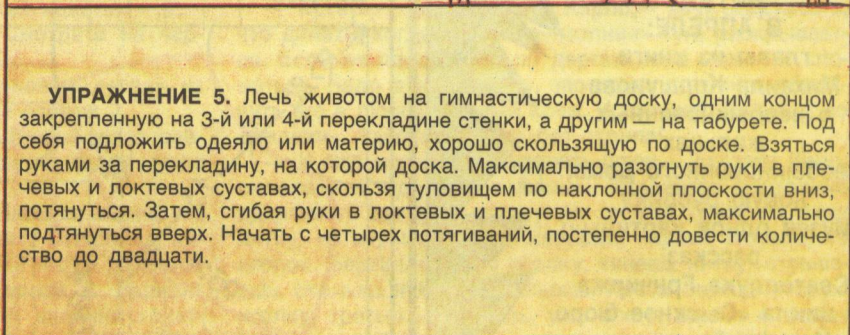 УПРАЖНЕНИЕ 5. Лечь животом на гимнастическую доску, одним концом
закрепленную на 3-й или 4-й перекладине стенки, а другим — на табурете. Под
себя подложить одеяло или материю, хорошо скользящую по доске. Взяться
руками за перекладину, на которой доска. Максимально разогнуть руки в пле-
чевых и локтевых суставах, скользя туловищем по наклонной плоскости вниз,
потянуться. Затем, сгибая руки в локтевых и плечевых суставах, максимально
подтянуться вверх. Начать с четырех потягиваний, постепенно довести количе-
ство до двадцати.